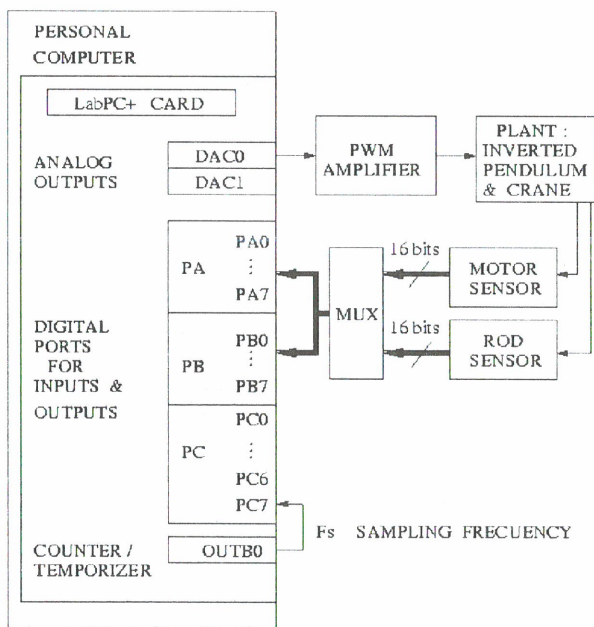 PERSONAL
COMPUTER
LabPC+ CARD
ANALOG
OUTPUTS
DAC0
DAC1
PWM
AMPLIFIER
PLANT :
INVERTED
PENDULUM
& CRANE
PA
PA0
PA7
PB
PB0
PB7
PC
PC0
PC6
PC7
DIGITAL
PORTS
FOR
INPUTS &
OUTPUTS
MUX
16 bits
16 bits
MOTOR
SENSOR
ROD
SENSOR
Fs SAMPLING FRECUENCY
COUNTER /
TEMPORIZER
OUTB0